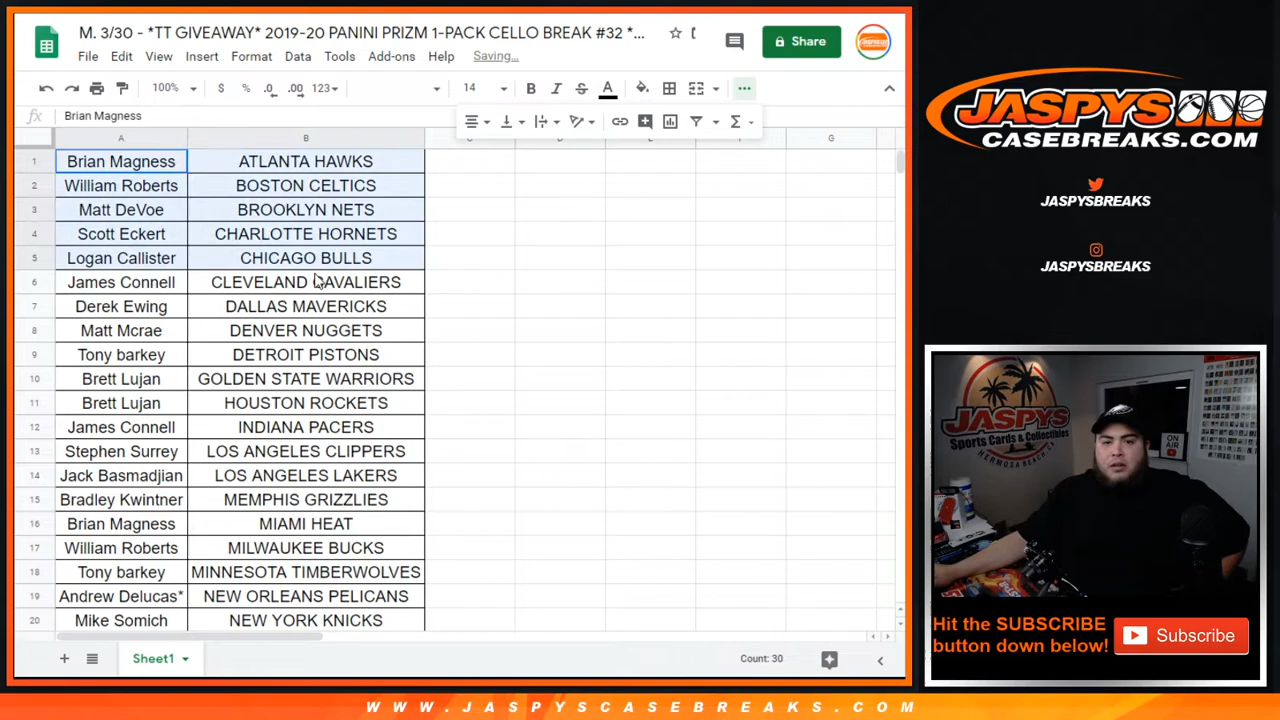 M. 3/30 - *TT GIVEAWAY* 2019-20 PANINI PRIZM 1-PACK CELLO BREAK #32 *...
File Edit View Insert Format Data Tools Add-ons Help Saving...
Share
100% $ % .0 .00 123 14 B I S A
fx Brian Magness
A B G
1 Brian Magness ATLANTA HAWKS
2 William Roberts BOSTON CELTICS
3 Matt DeVoe BROOKLYN NETS
4 Scott Eckert CHARLOTTE HORNETS
5 Logan Callister CHICAGO BULLS
6 James Connell CLEVELAND CAVALIERS
7 Derek Ewing DALLAS MAVERICKS
8 Matt Mcrae DENVER NUGGETS
9 Tony barkey DETROIT PISTONS
10 Brett Lujan GOLDEN STATE WARRIORS
11 Brett Lujan HOUSTON ROCKETS
12 James Connell INDIANA PACERS
13 Stephen Surrey LOS ANGELES CLIPPERS
14 Jack Basmadjian LOS ANGELES LAKERS
15 Bradley Kwintner MEMPHIS GRIZZLIES
16 Brian Magness MIAMI HEAT
17 William Roberts MILWAUKEE BUCKS
18 Tony barkey MINNESOTA TIMBERWOLVES
19 Andrew Delucas* NEW ORLEANS PELICANS
20 Mike Somich NEW YORK KNICKS
Sheet1
Count: 30
JASPYS
CASEBREAKS.COM
JASPYSBREAKS
JASPYSBREAKS
JASPYS
Sports Cards & Collectibles
HERMOSA BEACH, CA
ON
AIR
Hit the SUBSCRIBE
button down below!
Subscribe
WWW.JASPYSCASEBREAKS.COM